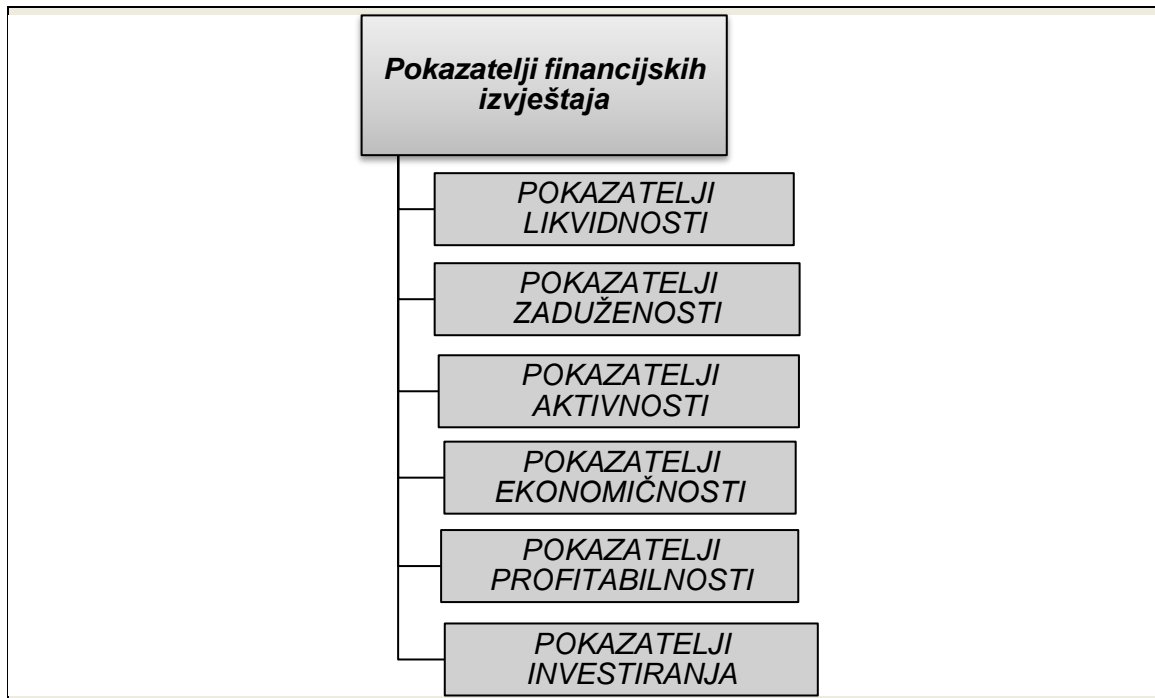 Pokazatelji financijskih
izvještaja
POKAZATELJI
LIKVIDNOSTI
POKAZATELJI
ZADUŽENOSTI
POKAZATELJI
AKTIVNOSTI
POKAZATELJI
EKONOMIČNOSTI
POKAZATELJI
PROFITABILNOSTI
POKAZATELJI
INVESTIRANJA